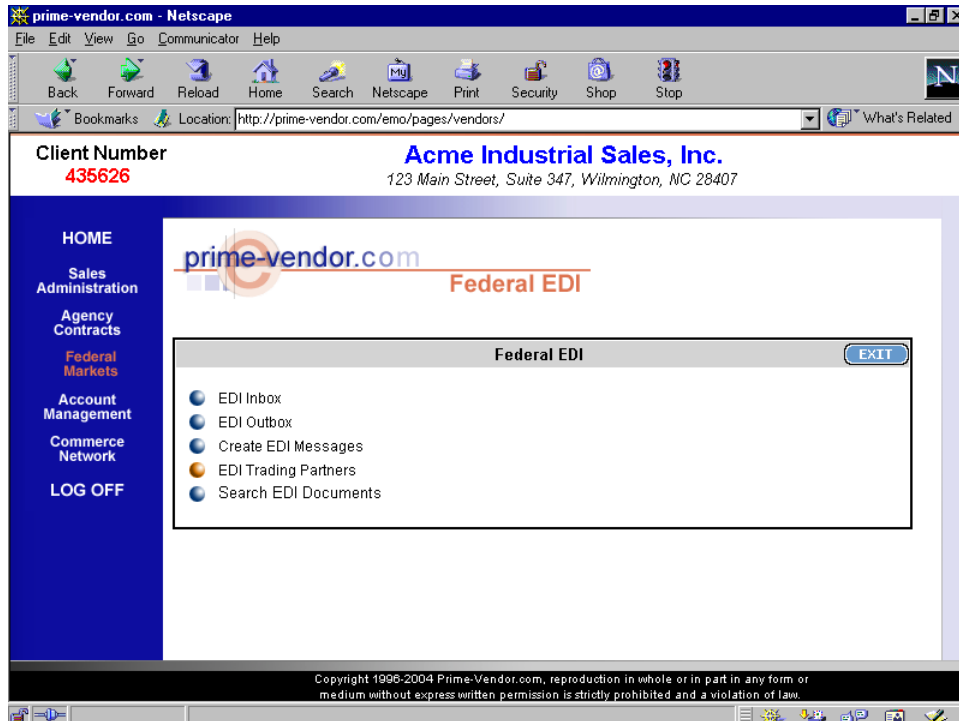 prime-vendor.com - Netscape
File Edit View Go Communicator Help
Back Forward Reload Home Search Netscape Print Security Shop Stop
My
N
Bookmarks Location: http://prime-vendor.com/emo/pages/vendors/ What's Related
Client Number
435626
Acme Industrial Sales, Inc.
123 Main Street, Suite 347, Wilmington, NC 28407
HOME
Sales
Administration
Agency
Contracts
Federal
Markets
Account
Management
Commerce
Network
LOG OFF
prime-vendor.com
Federal EDI
Federal EDI EXIT
EDI Inbox
EDI Outbox
Create EDI Messages
EDI Trading Partners
Search EDI Documents
Copyright 1996-2004 Prime-Vendor.com, reproduction in whole or in part in any form or
medium without express written permission is strictly prohibited and a violation of law.